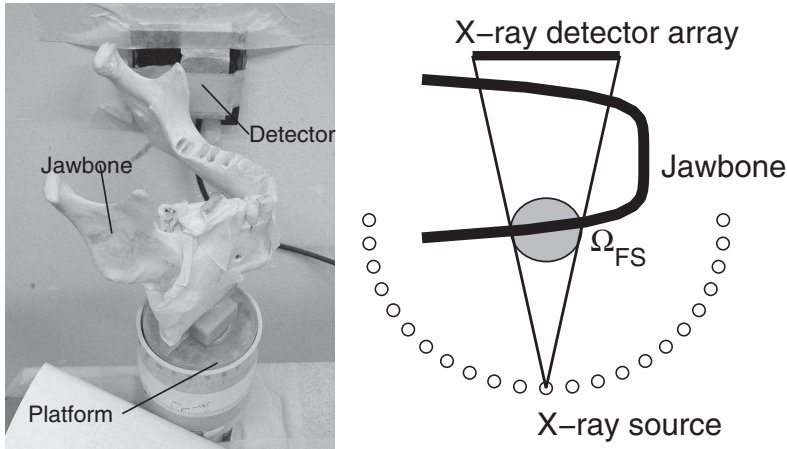 Detector
Jawbone
Platform
X-ray detector array
Jawbone
Ω_FS
X-ray source